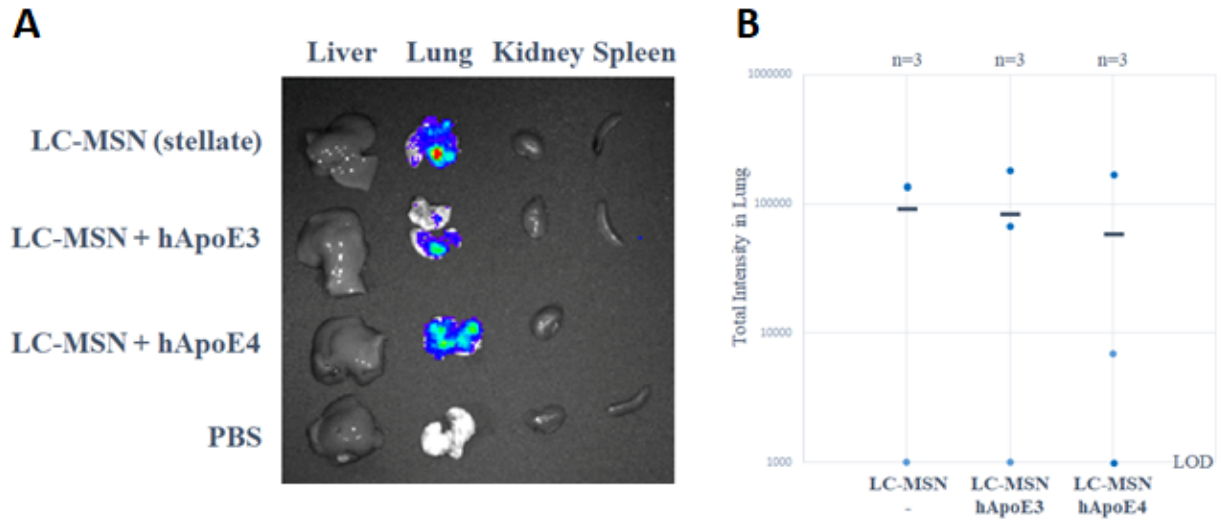 A
Liver Lung Kidney Spleen
LC-MSN (stellate)
LC-MSN + hApoE3
LC-MSN + hApoE4
PBS
B
n=3 n=3 n=3
1000000
100000
10000
1000
Total Intensity in Lung
LOD
LC-MSN LC-MSN LC-MSN
- hApoE3 hApoE4